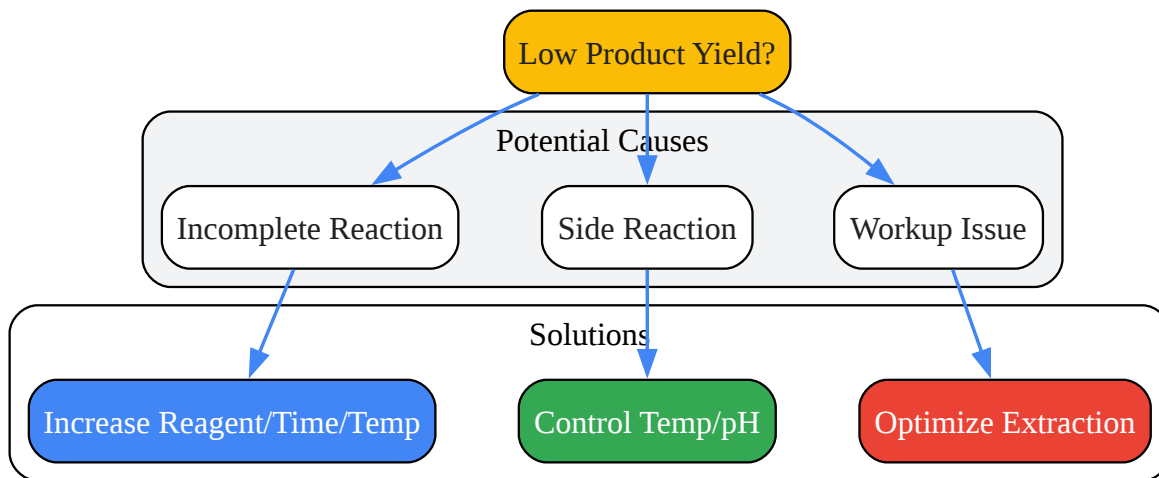 Low Product Yield?
Potential Causes
Incomplete Reaction
Side Reaction
Workup Issue
Solutions
Increase Reagent/Time/Temp
Control Temp/pH
Optimize Extraction